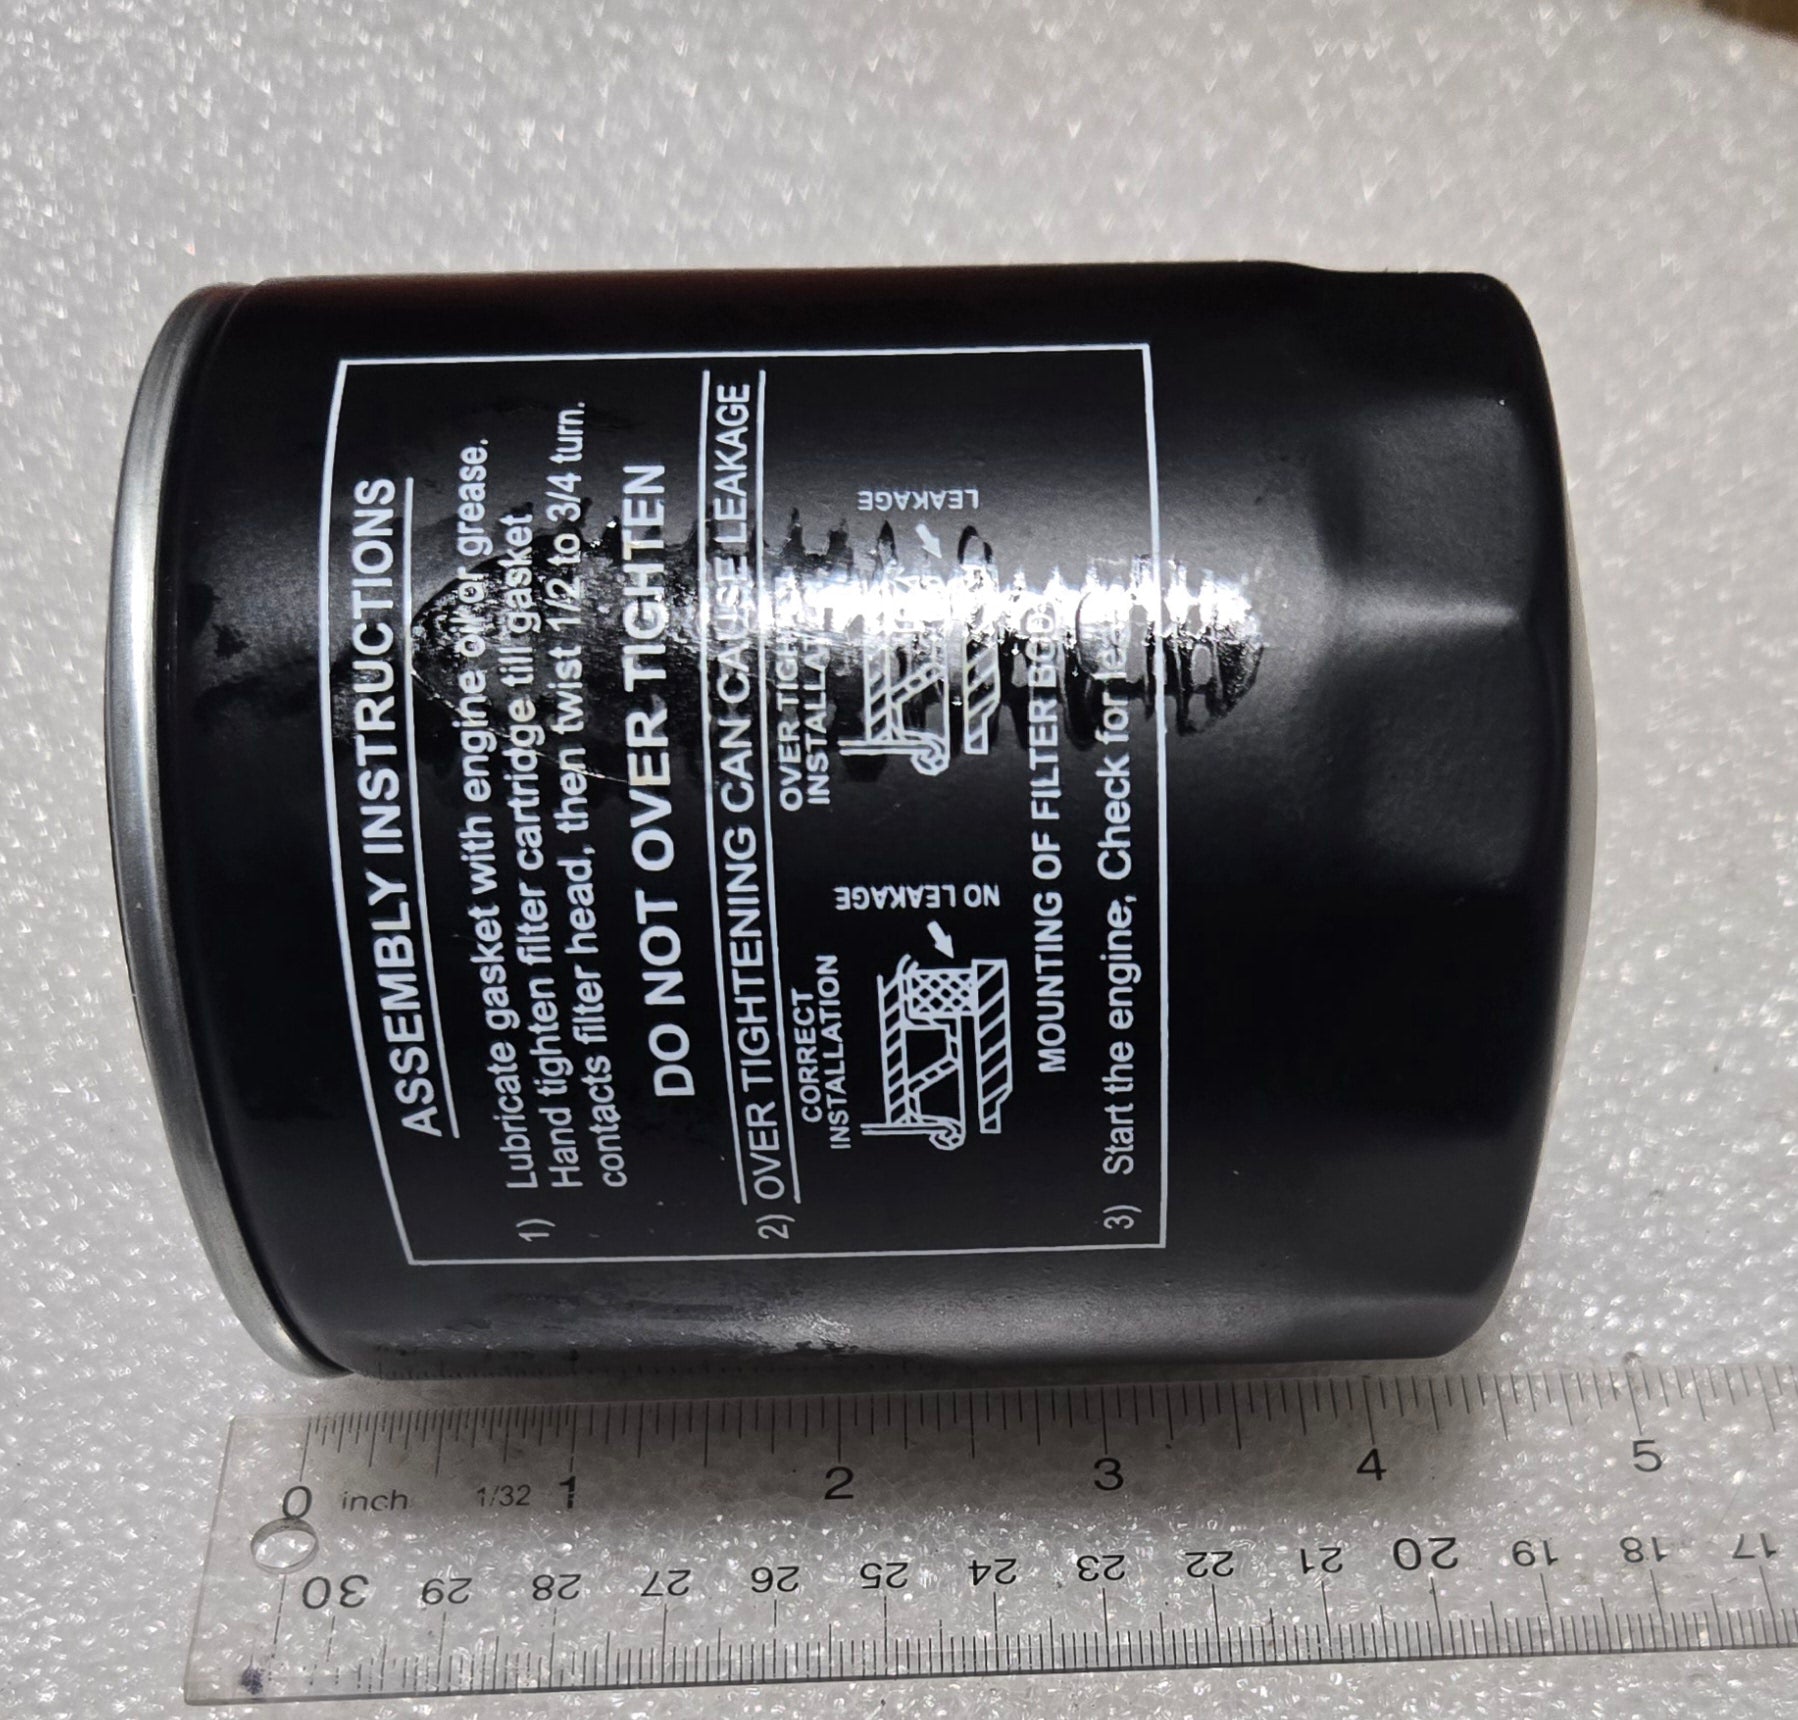 ASSEMBLY INSTRUCTIONS
1) Lubricate gasket with engine oil or grease.
Hand tighten filter cartridge till gasket
contacts filter head, then twist 1/2 to 3/4 turn.
DO NOT OVER TIGHTEN
2) OVER TIGHTENING CAN CAUSE LEAKAGE
CORRECT
INSTALLATION
NO LEAKAGE
OVER
LEAKAGE
MOUNTING OF FILTER
3) Start the engine, Check for
0 inch 1/32 1 2 3 4 5
30 29 28 27 26 25 24 23 22 21 20 19 18 17